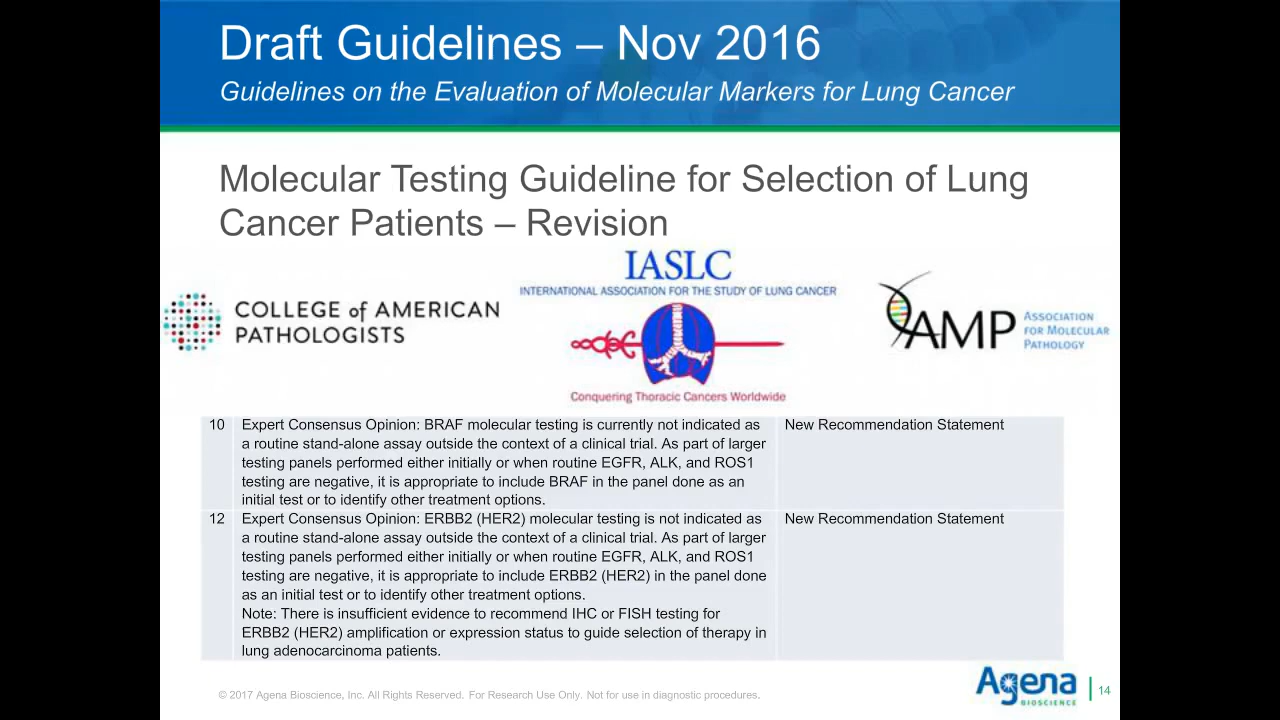 Draft Guidelines – Nov 2016
Guidelines on the Evaluation of Molecular Markers for Lung Cancer
Molecular Testing Guideline for Selection of Lung
Cancer Patients – Revision
COLLEGE of AMERICAN
PATHOLOGISTS
IASLC
INTERNATIONAL ASSOCIATION FOR THE STUDY OF LUNG CANCER
Conquering Thoracic Cancers Worldwide
AMP
ASSOCIATION
FOR MOLECULAR
PATHOLOGY
10 Expert Consensus Opinion: BRAF molecular testing is currently not indicated as New Recommendation Statement
a routine stand-alone assay outside the context of a clinical trial. As part of larger
testing panels performed either initially or when routine EGFR, ALK, and ROS1
testing are negative, it is appropriate to include BRAF in the panel done as an
initial test or to identify other treatment options.
12 Expert Consensus Opinion: ERBB2 (HER2) molecular testing is not indicated as New Recommendation Statement
a routine stand-alone assay outside the context of a clinical trial. As part of larger
testing panels performed either initially or when routine EGFR, ALK, and ROS1
testing are negative, it is appropriate to include ERBB2 (HER2) in the panel done
as an initial test or to identify other treatment options.
Note: There is insufficient evidence to recommend IHC or FISH testing for
ERBB2 (HER2) amplification or expression status to guide selection of therapy in
lung adenocarcinoma patients.
© 2017 Agena Bioscience, Inc. All Rights Reserved. For Research Use Only. Not for use in diagnostic procedures.
Agena
BIOSCIENCE
14